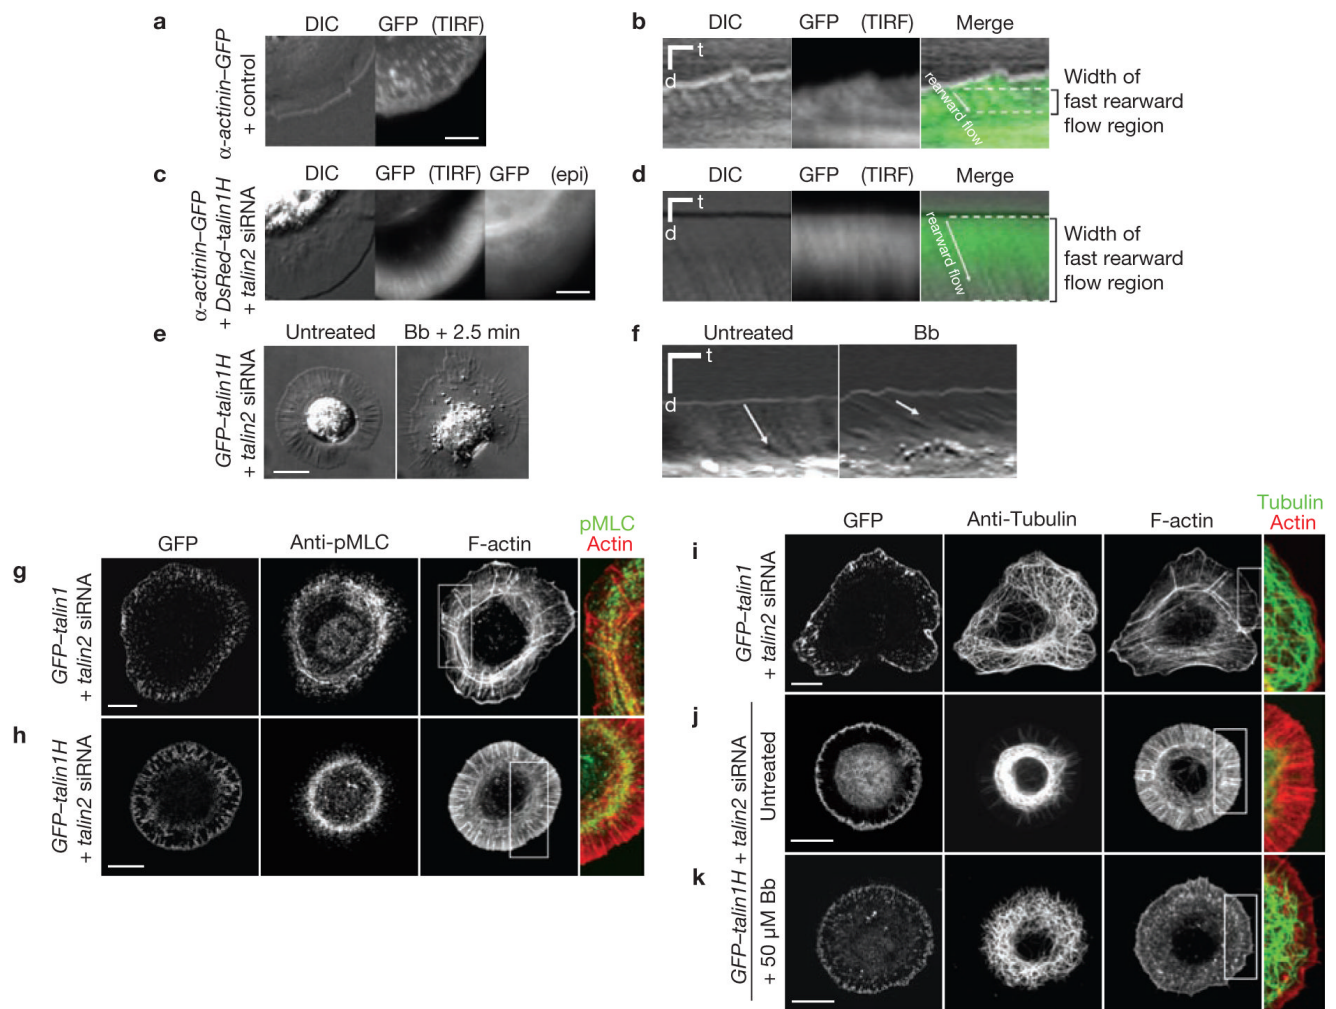 a
DIC
GFP (TIRF)
α-actinin–GFP
+ control
b
DIC
GFP (TIRF)
Merge
t
d
rearward flow
Width of
fast rearward
flow region
c
DIC
GFP (TIRF)
GFP (epi)
α-actinin–GFP
+ DsRed–talin1H
+ talin2 siRNA
d
DIC
GFP (TIRF)
Merge
t
d
rearward flow
Width of
fast rearward
flow region
e
Untreated
Bb + 2.5 min
GFP–talin1H
+ talin2 siRNA
f
Untreated
Bb
t
d
g
GFP
Anti-pMLC
F-actin
pMLC
Actin
GFP–talin1
+ talin2 siRNA
h
GFP–talin1H
+ talin2 siRNA
i
GFP
Anti-Tubulin
F-actin
Tubulin
Actin
GFP–talin1
+ talin2 siRNA
j
GFP–talin1H + talin2 siRNA
Untreated
k
+ 50 µM Bb